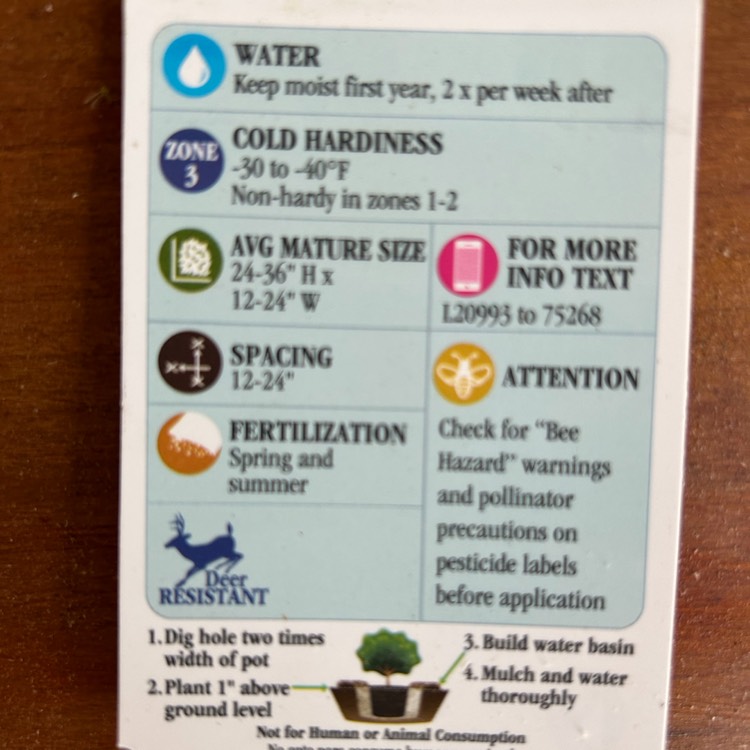 WATER
Keep moist first year, 2 x per week after
ZONE
3
COLD HARDINESS
-30 to -40°F
Non-hardy in zones 1-2
AVG MATURE SIZE
24-36" H x
12-24" W
FOR MORE
INFO TEXT
L20993 to 75268
SPACING
12-24"
FERTILIZATION
Spring and
summer
ATTENTION
Check for "Bee
Hazard" warnings
and pollinator
precautions on
pesticide labels
before application
Deer
RESISTANT
1. Dig hole two times
width of pot
2. Plant 1" above
ground level
3. Build water basin
4. Mulch and water
thoroughly
Not for Human or Animal Consumption